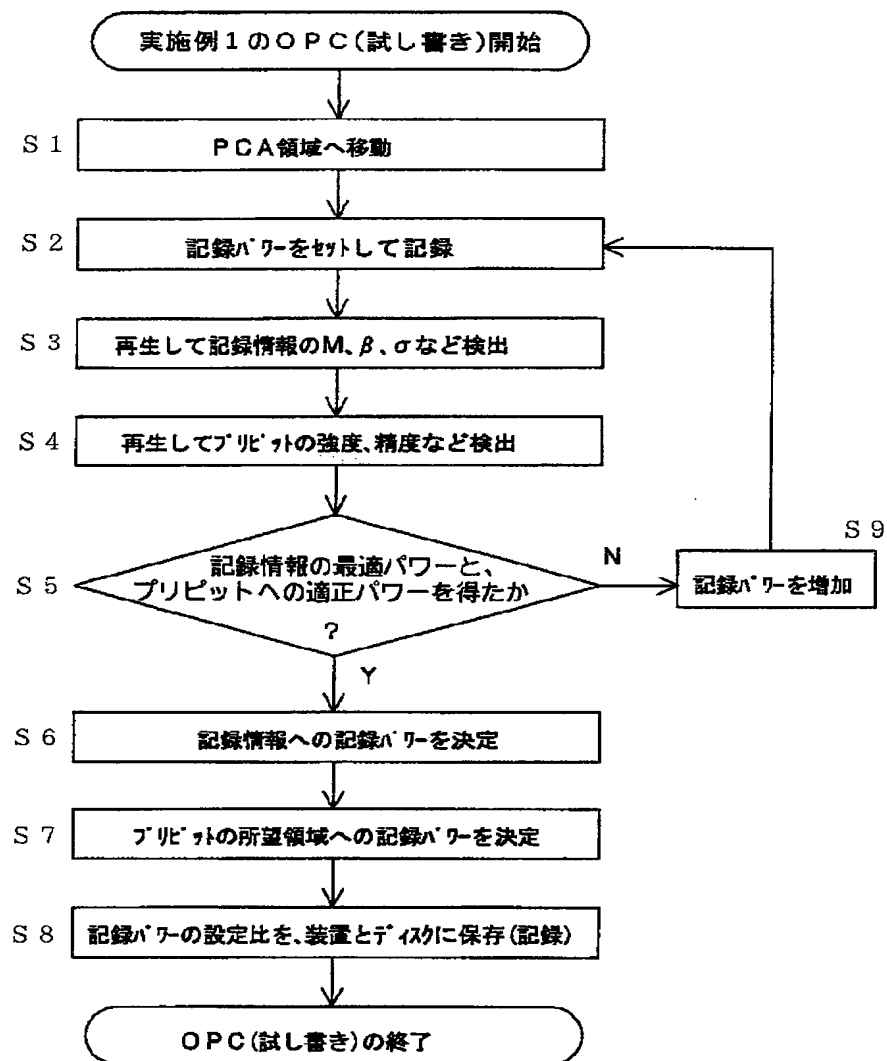 実施例１のＯＰＣ(試し書き)開始
Ｓ１
ＰＣＡ領域へ移動
Ｓ２
記録ﾊﾟﾜｰをｾｯﾄして記録
Ｓ３
再生して記録情報のＭ、β、σなど検出
Ｓ４
再生してﾌﾟﾘﾋﾟｯﾄの強度、精度など検出
Ｓ５
記録情報の最適パワーと、
プリピットへの適正パワーを得たか
？
Ｎ
Ｓ９
記録ﾊﾟﾜｰを増加
Ｙ
Ｓ６
記録情報への記録ﾊﾟﾜｰを決定
Ｓ７
ﾌﾟﾘﾋﾟｯﾄの所望領域への記録ﾊﾟﾜｰを決定
Ｓ８
記録ﾊﾟﾜｰの設定比を、装置とﾃﾞｨｽｸに保存(記録)
ＯＰＣ(試し書き)の終了